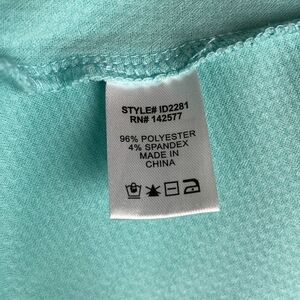 STYLE# ID2281
RN# 142577
96% POLYESTER
4% SPANDEX
MADE IN
CHINA